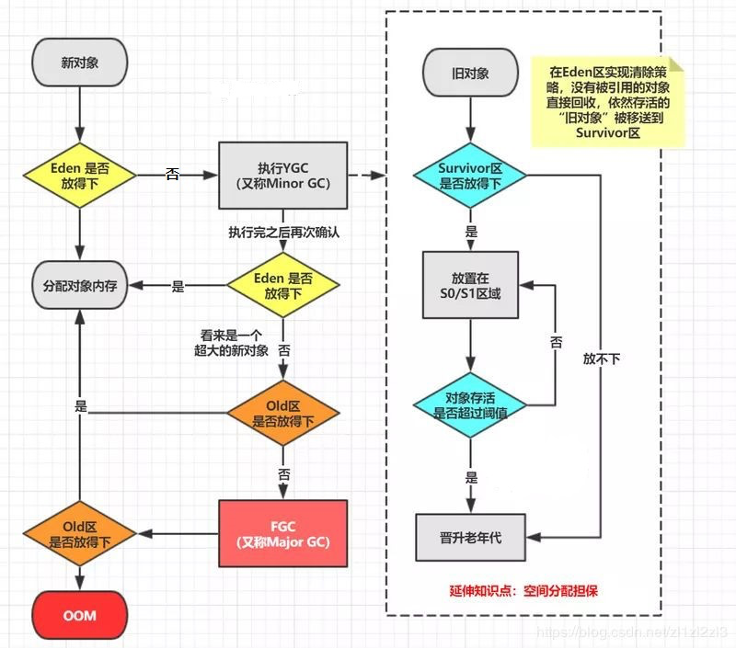 新对象
Eden 是否
放得下
否
执行YGC
（又称Minor GC）
执行完之后再次确认
Eden 是否
放得下
是
分配对象内存
看来是一个
超大的新对象
否
Old区
是否放得下
是
否
FGC
（又称Major GC）
Old区
是否放得下
OOM
旧对象
在Eden区实现清除策
略，没有被引用的对象
直接回收，依然存活的
“旧对象”被移送到
Survivor区
Survivor区
是否放得下
是
放置在
S0/S1区域
否
放不下
对象存活
是否超过阈值
是
晋升老年代
延伸知识点：空间分配担保
https://blog.csdn.net/zl1zl2zl3